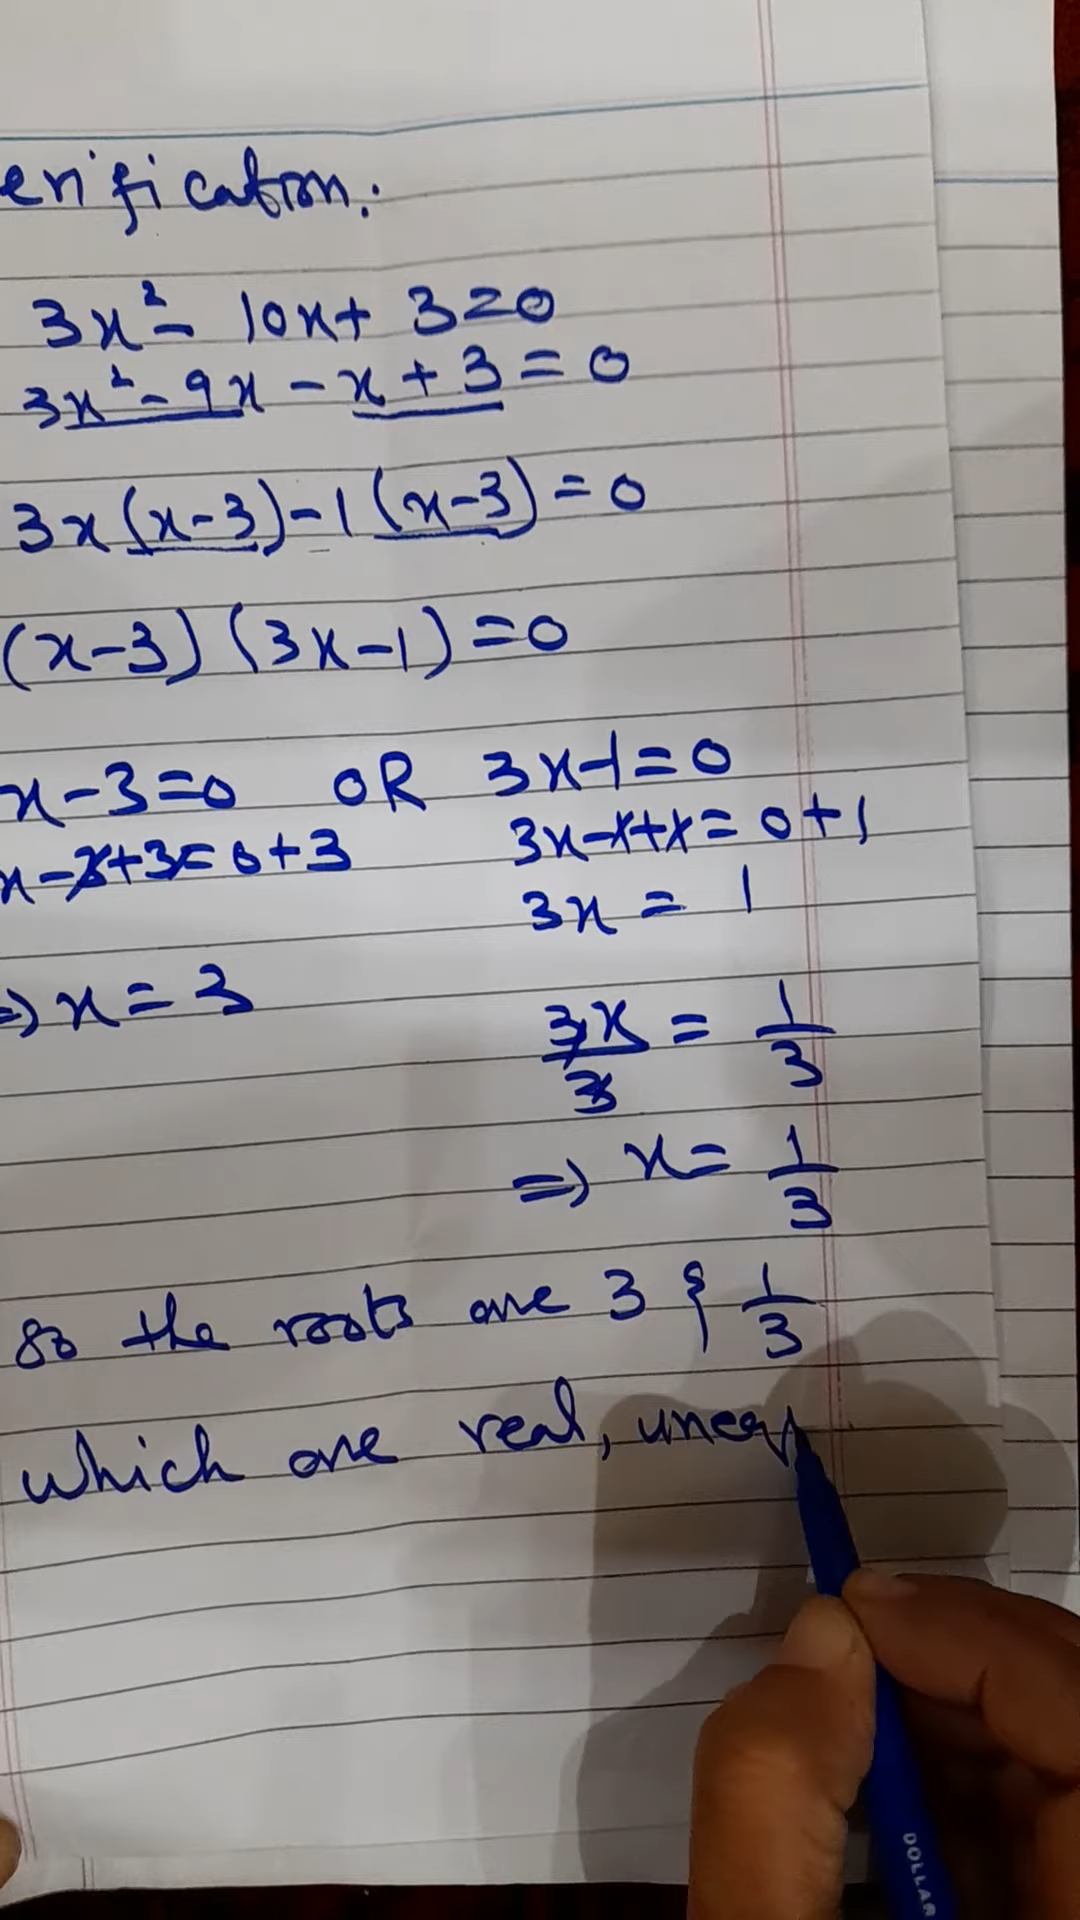 erification:
3x² - 10x + 3 = 0
3x² - 9x - x + 3 = 0
3x(x-3) - 1(x-3) = 0
(x-3)(3x-1) = 0
x-3=0 OR 3x-1=0
x-3+3=0+3 3x-1+1=0+1
3x = 1
=> x = 3
3x/3 = 1/3
=> x = 1/3
So the roots are 3 & 1/3
which are real, unequ
DOLLAR